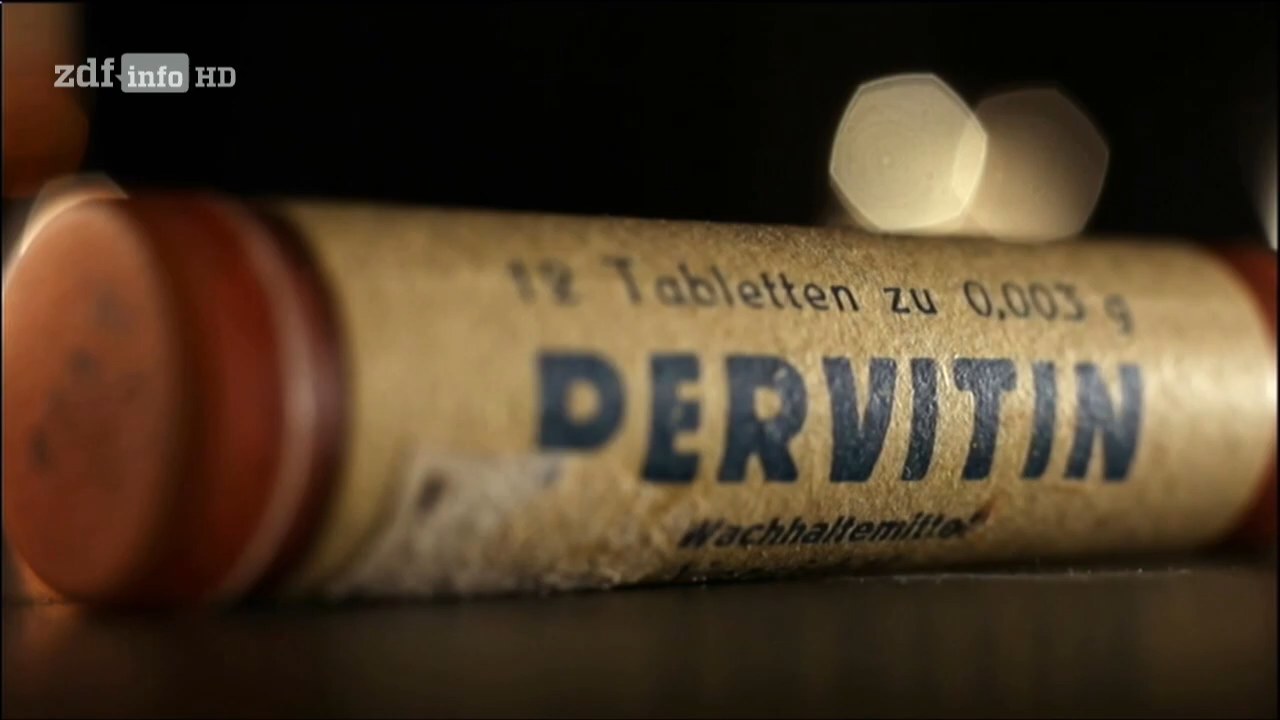 zdf info HD
12 Tabletten zu 0,003 g
PERVITIN
Wachhaltemittel